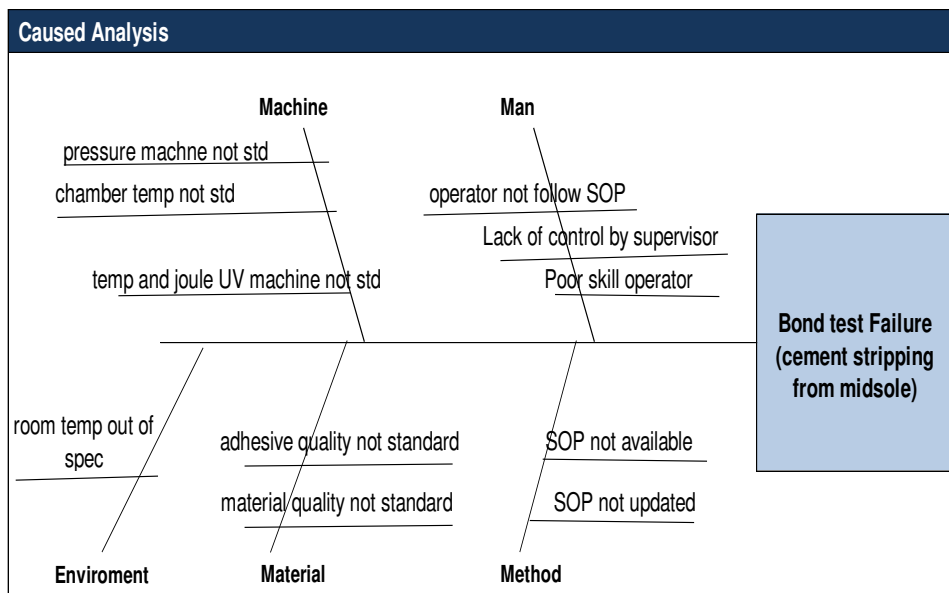 Caused Analysis
Machine
Man
pressure machne not std
chamber temp not std
operator not follow SOP
Lack of control by supervisor
temp and joule UV machine not std
Poor skill operator
Bond test Failure
(cement stripping
from midsole)
room temp out of
spec
adhesive quality not standard
SOP not available
material quality not standard
SOP not updated
Enviroment
Material
Method